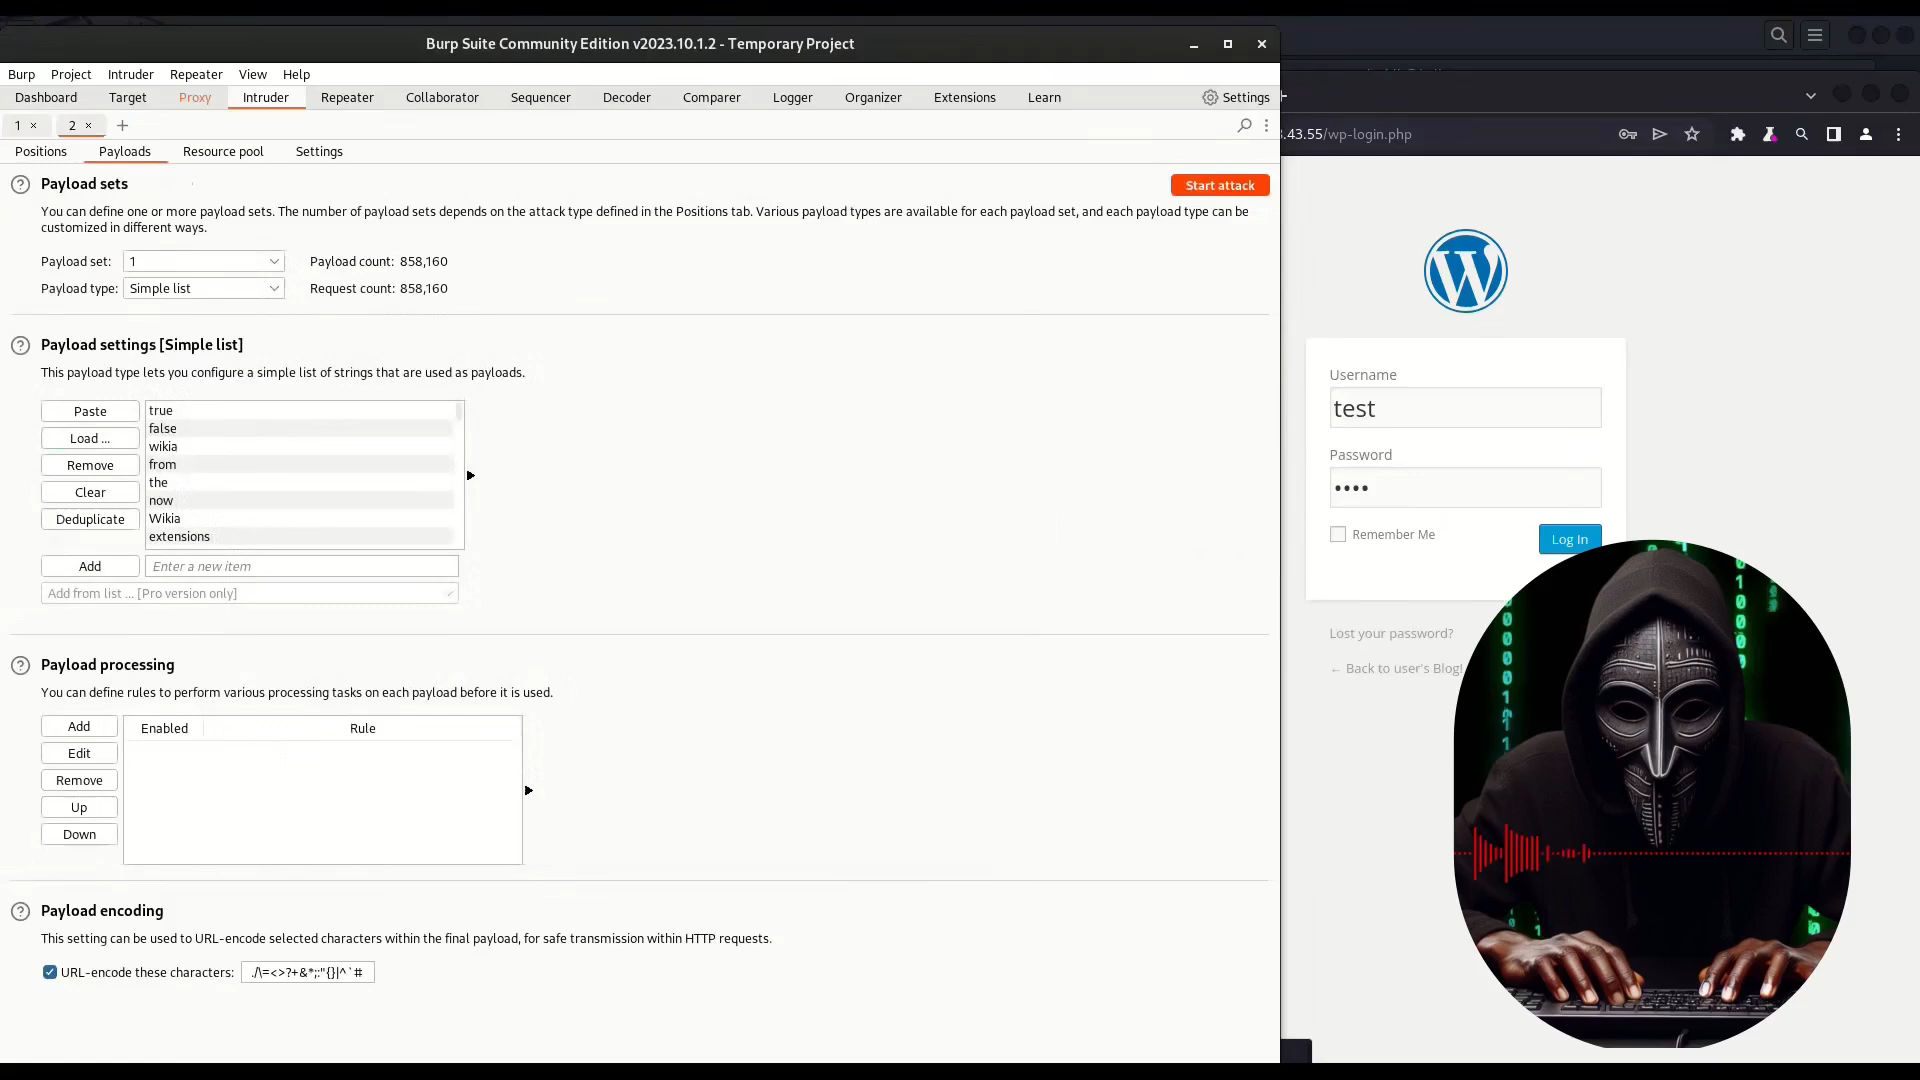 Burp Suite Community Edition v2023.10.1.2 - Temporary Project
Burp Project Intruder Repeater View Help
Dashboard Target Proxy Intruder Repeater Collaborator Sequencer Decoder Comparer Logger Organizer Extensions Learn Settings
1 × 2 × +
Positions Payloads Resource pool Settings
Payload sets
Start attack
You can define one or more payload sets. The number of payload sets depends on the attack type defined in the Positions tab. Various payload types are available for each payload set, and each payload type can be
customized in different ways.
Payload set: 1 Payload count: 858,160
Payload type: Simple list Request count: 858,160
Payload settings [Simple list]
This payload type lets you configure a simple list of strings that are used as payloads.
Paste
Load ...
Remove
Clear
Deduplicate
true
false
wikia
from
the
now
Wikia
extensions
Add Enter a new item
Add from list ... [Pro version only]
Payload processing
You can define rules to perform various processing tasks on each payload before it is used.
Add
Edit
Remove
Up
Down
Enabled Rule
Payload encoding
This setting can be used to URL-encode selected characters within the final payload, for safe transmission within HTTP requests.
URL-encode these characters: ./\=<>?+&*;:"{}|^`#
.43.55/wp-login.php
Username
test
Password
••••
Remember Me
Log In
Lost your password?
← Back to user's Blog!